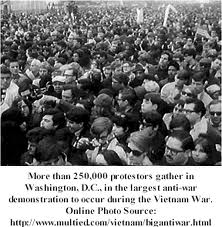 More than 250,000 protestors gather in
Washington, D.C., in the largest anti-war
demonstration to occur during the Vietnam War.
Online Photo Source:
http://www.multied.com/vietnam/bigantiwar.html